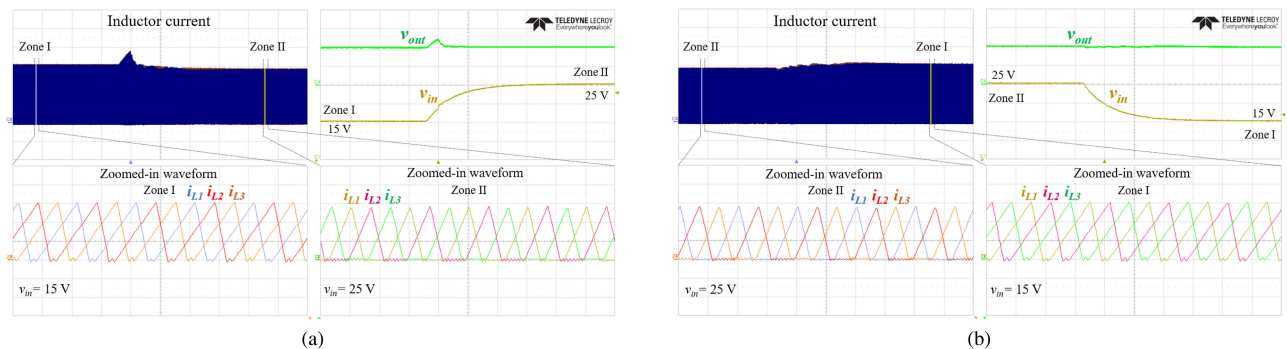 Inductor current
Zone I
Zone II
TELEDYNE LECROY
Everywhereyoulook
vout
vin
Zone I
15 V
Zone II
25 V
Zoomed-in waveform
Zone I
iL1 iL2 iL3
vin = 15 V
Zoomed-in waveform
Zone II
iL1 iL2 iL3
vin = 25 V
(a)
Inductor current
Zone II
Zone I
TELEDYNE LECROY
Everywhereyoulook
vout
25 V
Zone II
vin
15 V
Zone I
Zoomed-in waveform
Zone II
iL1 iL2 iL3
vin = 25 V
Zoomed-in waveform
Zone I
iL1 iL2 iL3
vin = 15 V
(b)